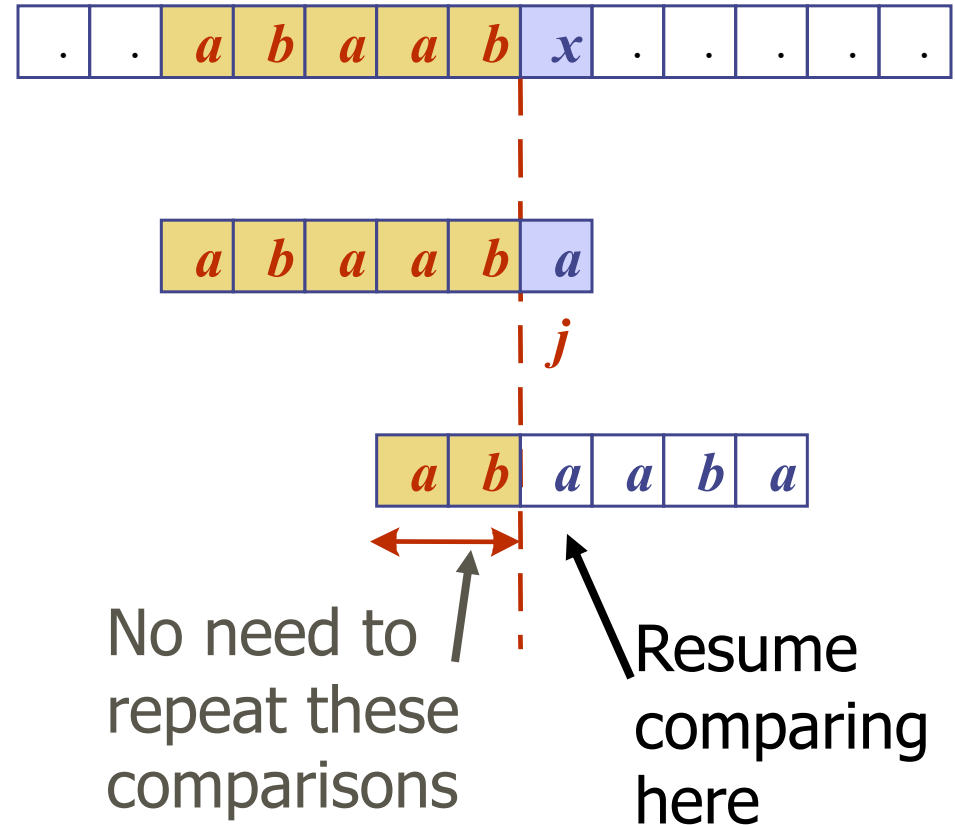 . . a b a a b x . . . . .
a b a a b a
j
a b a a b a
No need to
repeat these
comparisons
Resume
comparing
here